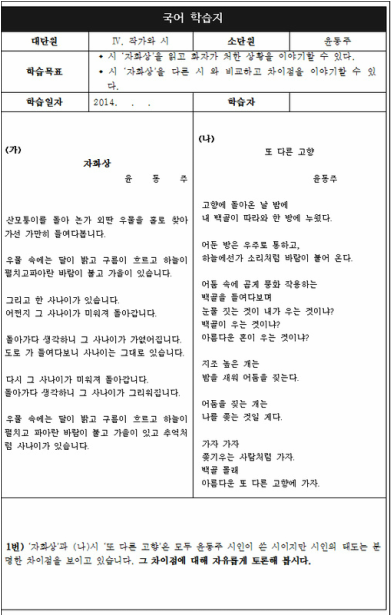 국어 학습지
대단원 Ⅳ. 작가와 시 소단원 윤동주
학습목표
• 시 '자화상'을 읽고 화자가 처한 상황을 이야기할 수 있다.
• 시 '자화상'을 다른 시 와 비교하고 차이점을 이야기할 수 있
다.
학습일자 2014. . . 학습자
(가)
자화상
윤 동 주
산모퉁이를 돌아 논가 외딴 우물을 홀로 찾아
가선 가만히 들여다봅니다.
우물 속에는 달이 밝고 구름이 흐르고 하늘이
펼치고파아란 바람이 불고 가을이 있습니다.
그리고 한 사나이가 있습니다.
어쩐지 그 사나이가 미워져 돌아갑니다.
돌아가다 생각하니 그 사나이가 가엾어집니다.
도로 가 들여다보니 사나이는 그대로 있습니다.
다시 그 사나이가 미워져 돌아갑니다.
돌아가다 생각하니 그 사나이가 그리워집니다.
우물 속에는 달이 밝고 구름이 흐르고 하늘이
펼치고 파아란 바람이 불고 가을이 있고 추억처
럼 사나이가 있습니다.
(나)
또 다른 고향
윤동주
고향에 돌아온 날 밤에
내 백골이 따라와 한 방에 누웠다.
어둔 방은 우주로 통하고,
하늘에선가 소리처럼 바람이 불어 온다.
어둠 속에 곱게 풍화 작용하는
백골을 들여다보며
눈물 짓는 것이 내가 우는 것이냐?
백골이 우는 것이냐?
아름다운 혼이 우는 것이냐?
지조 높은 개는
밤을 새워 어둠을 짖는다.
어둠을 짖는 개는
나를 쫓는 것일 게다.
가자 가자
쫓기우는 사람처럼 가자.
백골 몰래
아름다운 또 다른 고향에 가자.
1번) '자화상'과 (나)시 '또 다른 고향'은 모두 윤동주 시인이 쓴 시이지만 시인의 태도는 분
명한 차이점을 보이고 있습니다. 그 차이점에 대해 자유롭게 토론해 봅시다.